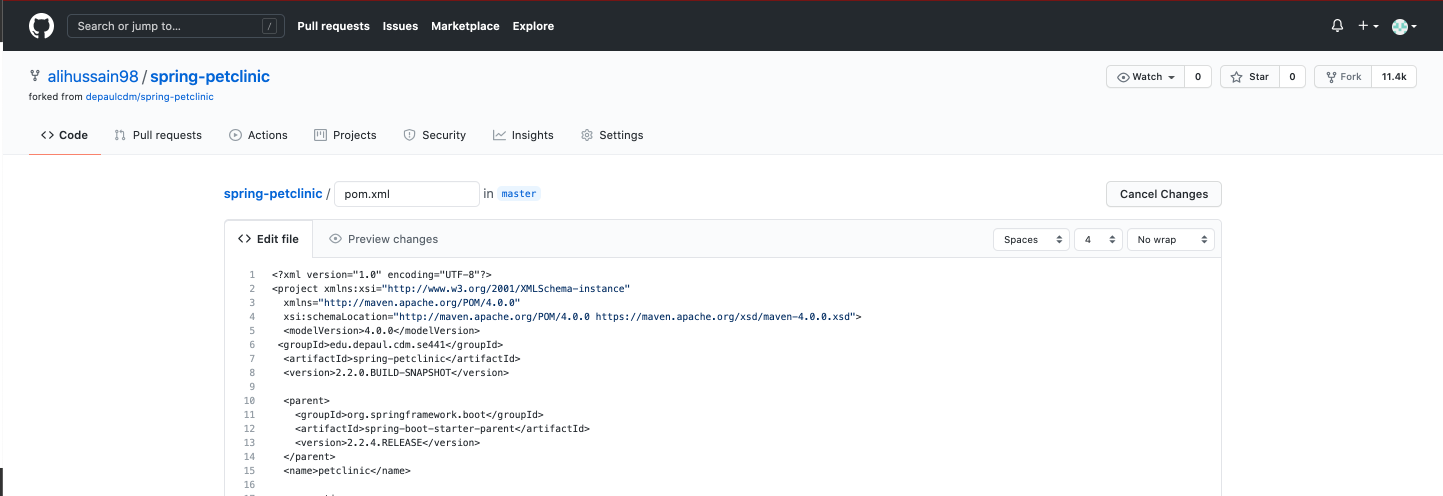 Search or jump to... / Pull requests Issues Marketplace Explore
alihussain98 / spring-petclinic Watch 0 Star 0 Fork 11.4k
forked from depaulcdm/spring-petclinic
<> Code Pull requests Actions Projects Security Insights Settings
spring-petclinic / pom.xml in master Cancel Changes
<> Edit file Preview changes Spaces 4 No wrap
1 <?xml version="1.0" encoding="UTF-8"?>
2 <project xmlns:xsi="http://www.w3.org/2001/XMLSchema-instance"
3 xmlns="http://maven.apache.org/POM/4.0.0"
4 xsi:schemaLocation="http://maven.apache.org/POM/4.0.0 https://maven.apache.org/xsd/maven-4.0.0.xsd">
5 <modelVersion>4.0.0</modelVersion>
6 <groupId>edu.depaul.cdm.se441</groupId>
7 <artifactId>spring-petclinic</artifactId>
8 <version>2.2.0.BUILD-SNAPSHOT</version>
9
10 <parent>
11 <groupId>org.springframework.boot</groupId>
12 <artifactId>spring-boot-starter-parent</artifactId>
13 <version>2.2.4.RELEASE</version>
14 </parent>
15 <name>petclinic</name>
16